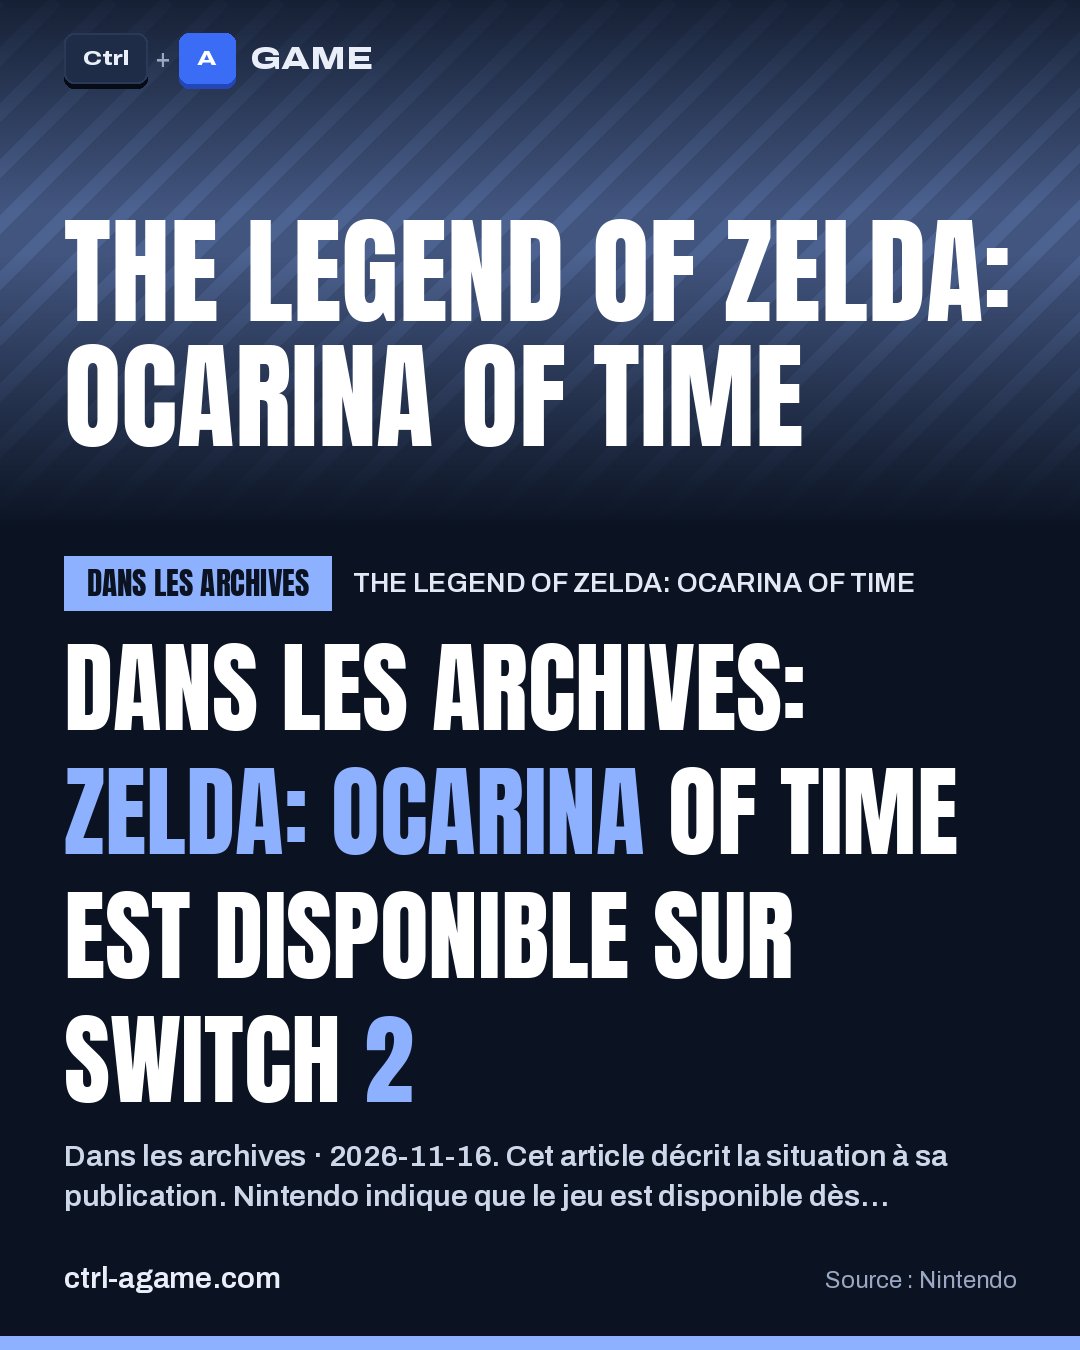 Ctrl + A GAME
THE LEGEND OF ZELDA:
OCARINA OF TIME
DANS LES ARCHIVES THE LEGEND OF ZELDA: OCARINA OF TIME
DANS LES ARCHIVES:
ZELDA: OCARINA OF TIME
EST DISPONIBLE SUR
SWITCH 2
Dans les archives · 2026-11-16. Cet article décrit la situation à sa
publication. Nintendo indique que le jeu est disponible dès…
ctrl-agame.com Source : Nintendo